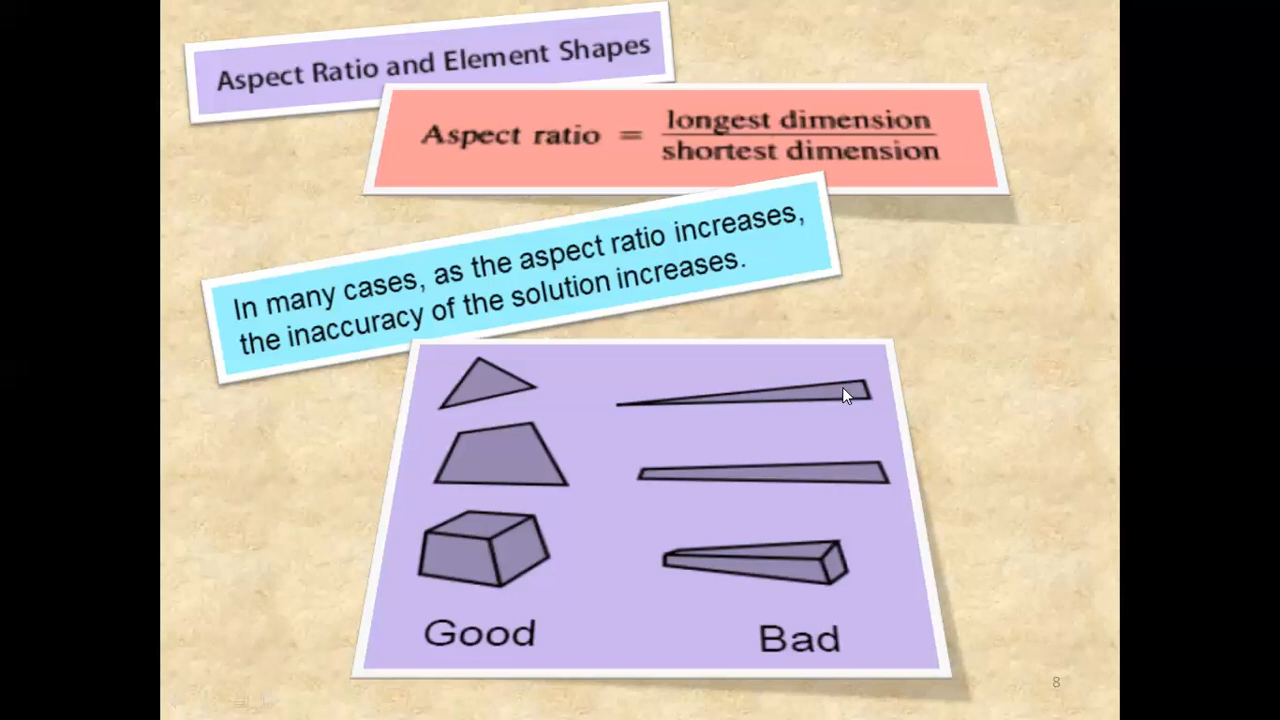 Aspect Ratio and Element Shapes
Aspect ratio = longest dimension
shortest dimension
In many cases, as the aspect ratio increases,
the inaccuracy of the solution increases.
Good
Bad
8